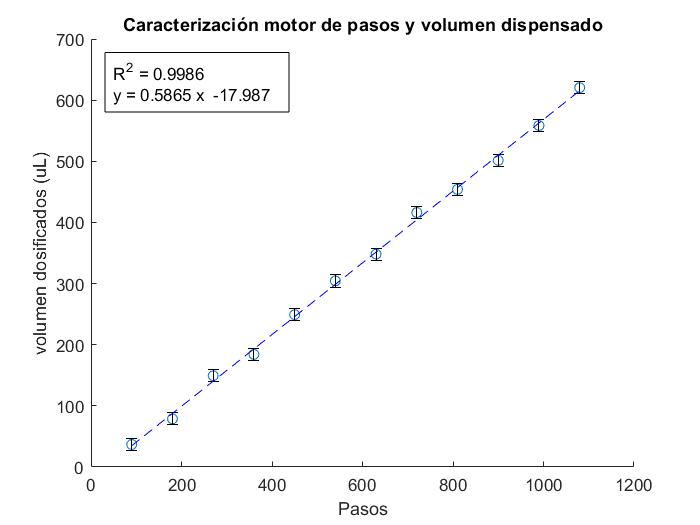 Caracterización motor de pasos y volumen dispensado
700
R² = 0.9986
y = 0.5865 x -17.987
600
500
volumen dosificados (uL)
400
300
200
100
0
0 200 400 600 800 1000 1200
Pasos